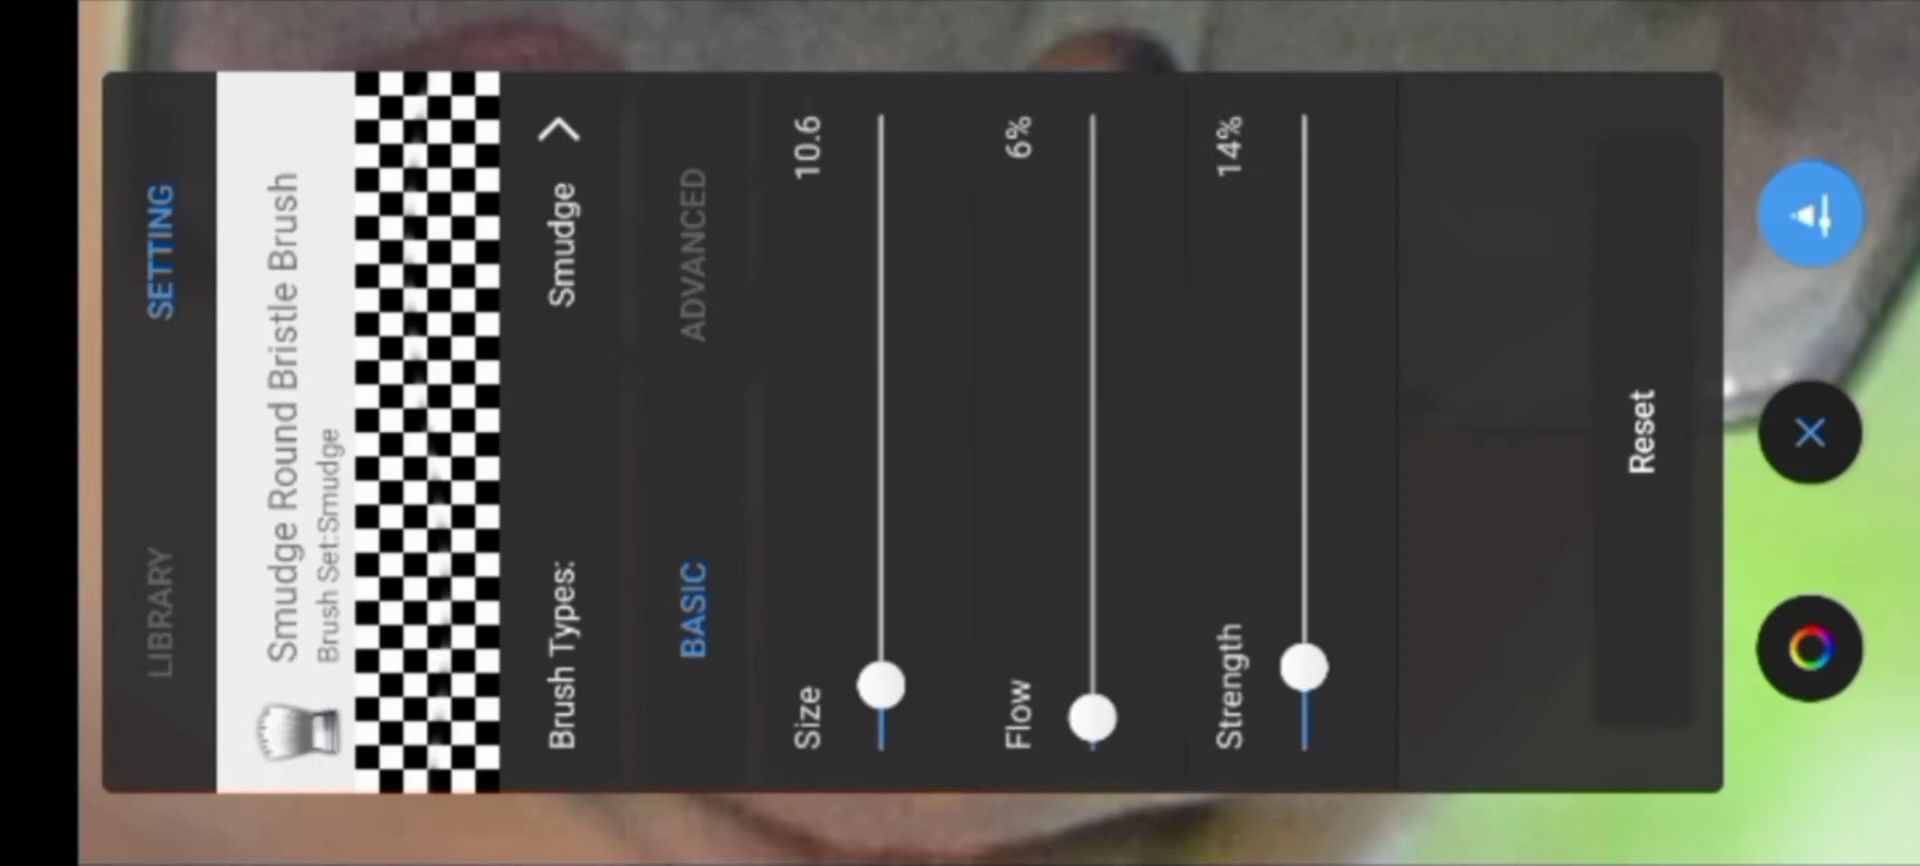 LIBRARY SETTING
Smudge Round Bristle Brush
Brush Set:Smudge
Brush Types: Smudge
BASIC ADVANCED
Size 10.6
Flow 6%
Strength 14%
Reset